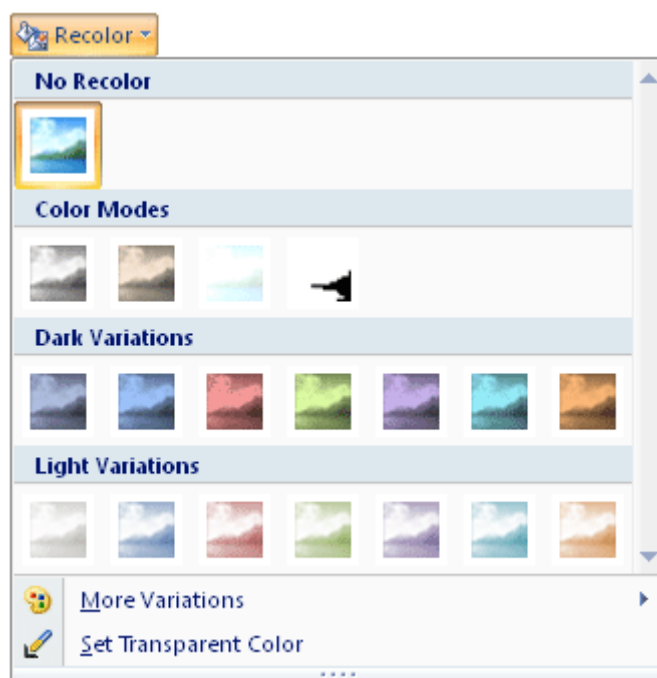 Recolor
No Recolor
Color Modes
Dark Variations
Light Variations
More Variations
Set Transparent Color